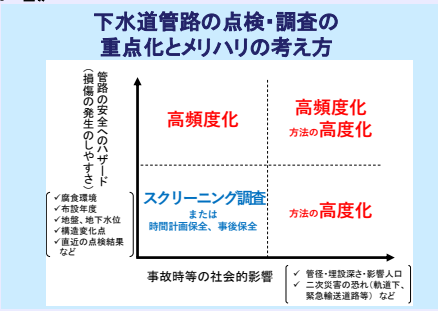 下水道管路の点検・調査の
重点化とメリハリの考え方
管路の安全へのハザード
（損傷の発生のしやすさ）
高頻度化
高頻度化
方法の高度化
スクリーニング調査
または
時間計画保全、事後保全
方法の高度化
✓腐食環境
✓布設年度
✓地盤、地下水位
✓構造変化点
✓直近の点検結果
など
事故時等の社会的影響
✓ 管径・埋設深さ・影響人口
✓ 二次災害の恐れ（軌道下、
緊急輸送道路等） など